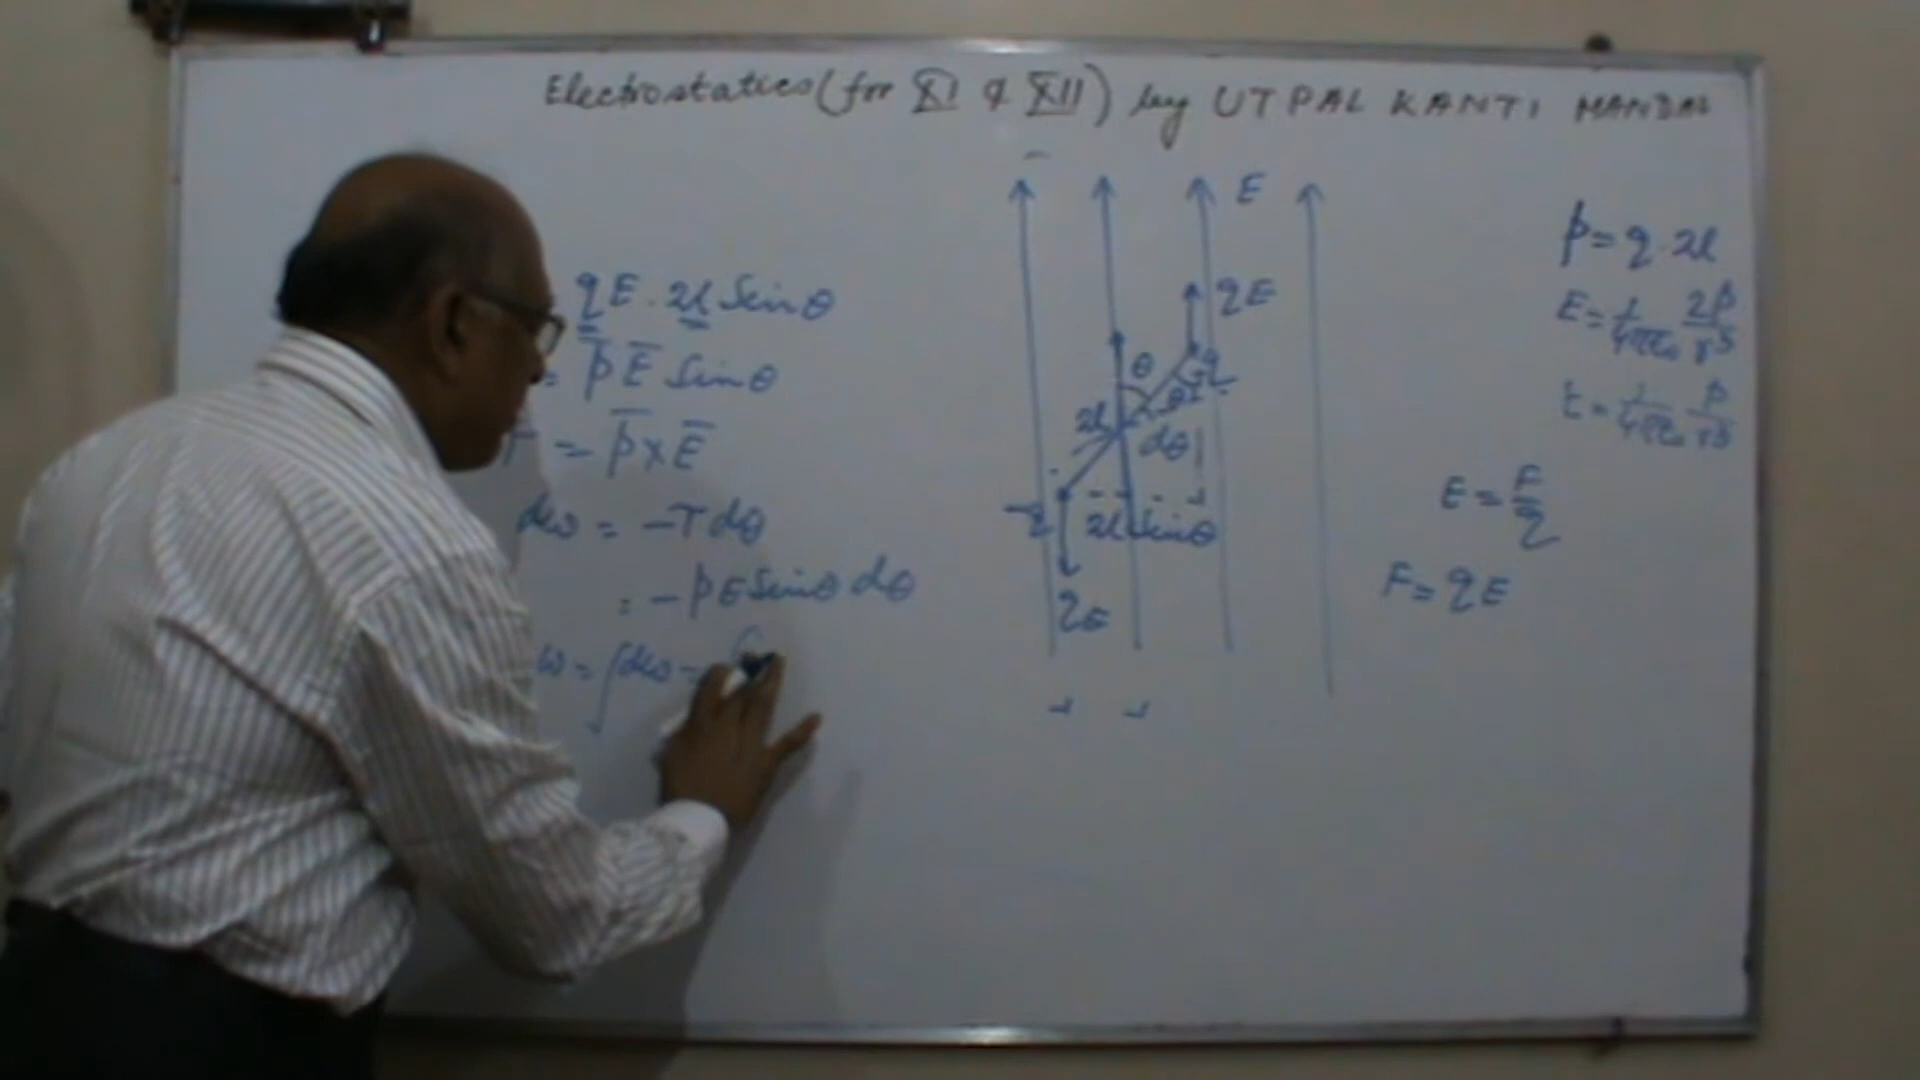 Electrostatics (for XI & XII) by UTPAL KANTI MANDAL
= qE · 2l Sinθ
= p̄ Ē Sinθ
= p̄ × Ē
dw = -T dθ
= -pE Sinθ dθ
w = ∫dw = ∫
E
qE
θ
q
θ
2l
dθ
-q
2l Sinθ
qE
p = q · 2l
E = 1/4πε₀ 2p/r³
E = 1/4πε₀ p/r³
E = F/q
F = qE